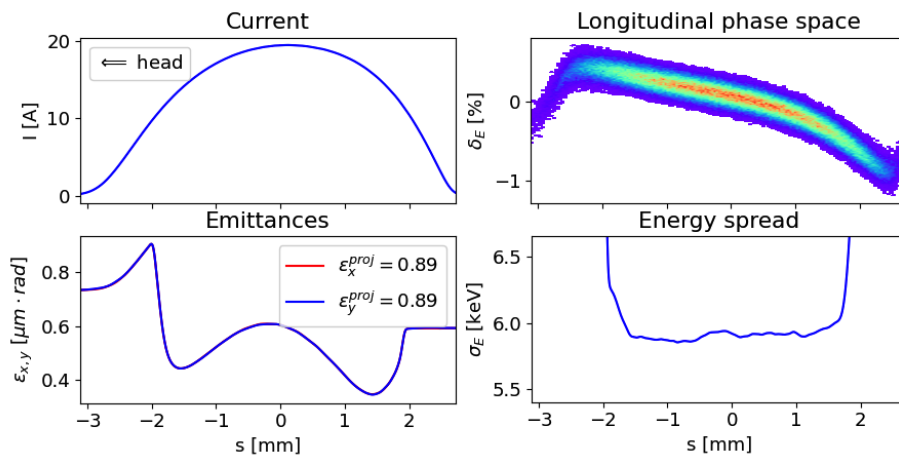 Current
I [A]
20
10
0
⟸ head
Longitudinal phase space
δ_E [%]
0
−1
Emittances
ε_{x,y} [μm · rad]
0.8
0.6
0.4
ε_x^{proj} = 0.89
ε_y^{proj} = 0.89
−3 −2 −1 0 1 2
s [mm]
Energy spread
σ_E [keV]
6.5
6.0
5.5
−3 −2 −1 0 1 2
s [mm]